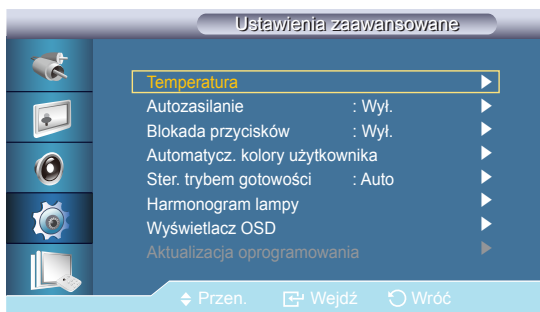 Ustawienia zaawansowane
Temperatura
Autozasilanie : Wył.
Blokada przycisków : Wył.
Automatycz. kolory użytkownika
Ster. trybem gotowości : Auto
Harmonogram lampy
Wyświetlacz OSD
Aktualizacja oprogramowania
Przen. Wejdź Wróć